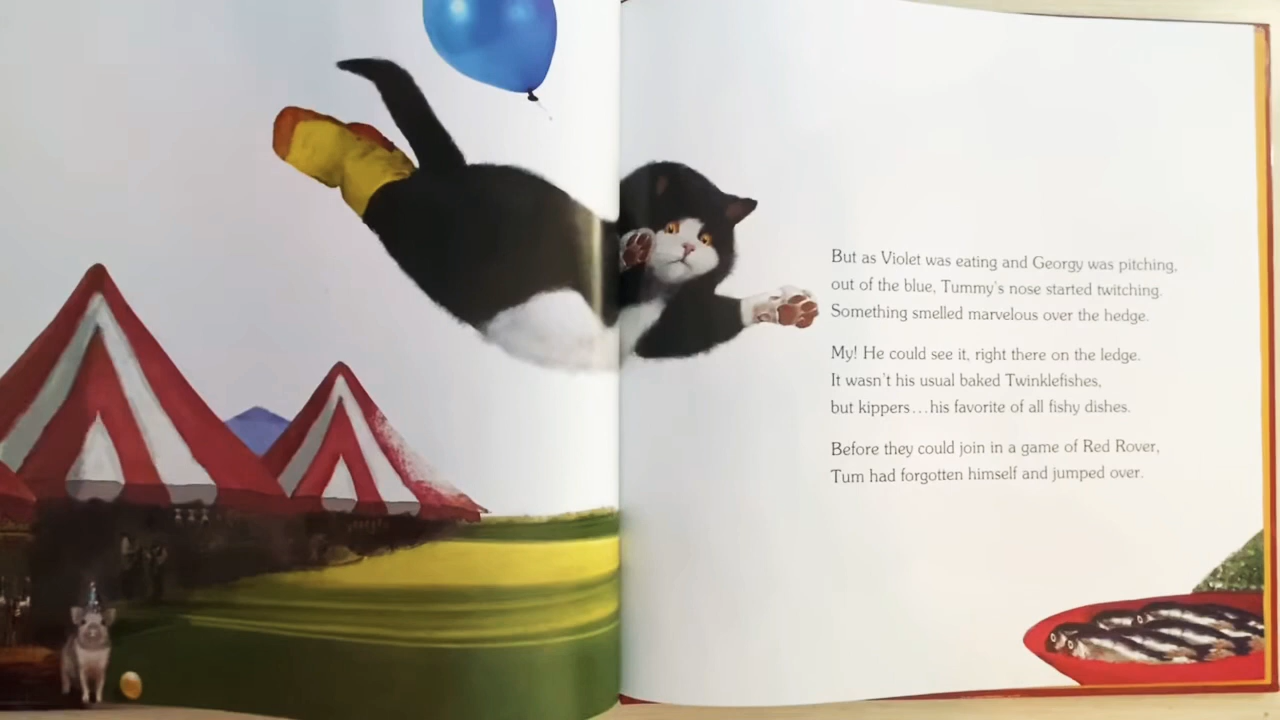 But as Violet was eating and Georgy was pitching,
out of the blue, Tummy's nose started twitching.
Something smelled marvelous over the hedge.
My! He could see it, right there on the ledge.
It wasn't his usual baked Twinklefishes,
but kippers...his favorite of all fishy dishes.
Before they could join in a game of Red Rover,
Tum had forgotten himself and jumped over.